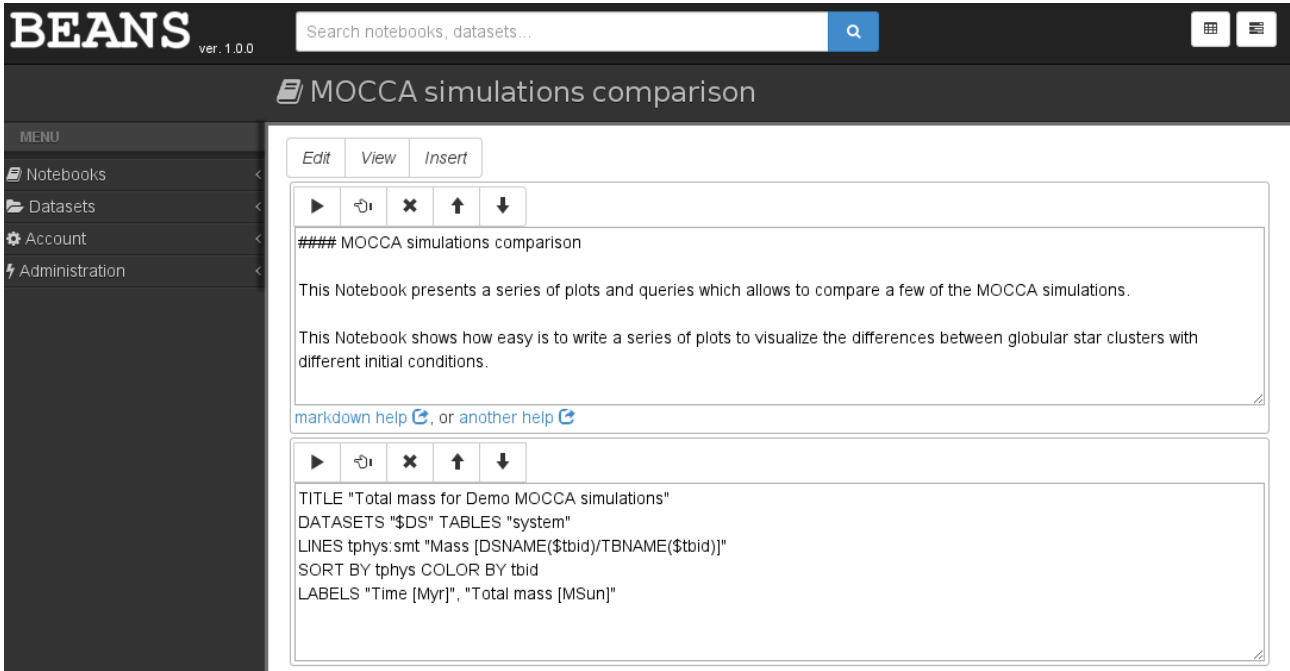 BEANS ver. 1.0.0
Search notebooks, datasets...
MOCCA simulations comparison
MENU
Notebooks
Datasets
Account
Administration
Edit View Insert
#### MOCCA simulations comparison
This Notebook presents a series of plots and queries which allows to compare a few of the MOCCA simulations.
This Notebook shows how easy is to write a series of plots to visualize the differences between globular star clusters with
different initial conditions.
markdown help , or another help
TITLE "Total mass for Demo MOCCA simulations"
DATASETS "$DS" TABLES "system"
LINES tphys:smt "Mass [DSNAME($tbid)/TBNAME($tbid)]"
SORT BY tphys COLOR BY tbid
LABELS "Time [Myr]", "Total mass [MSun]"